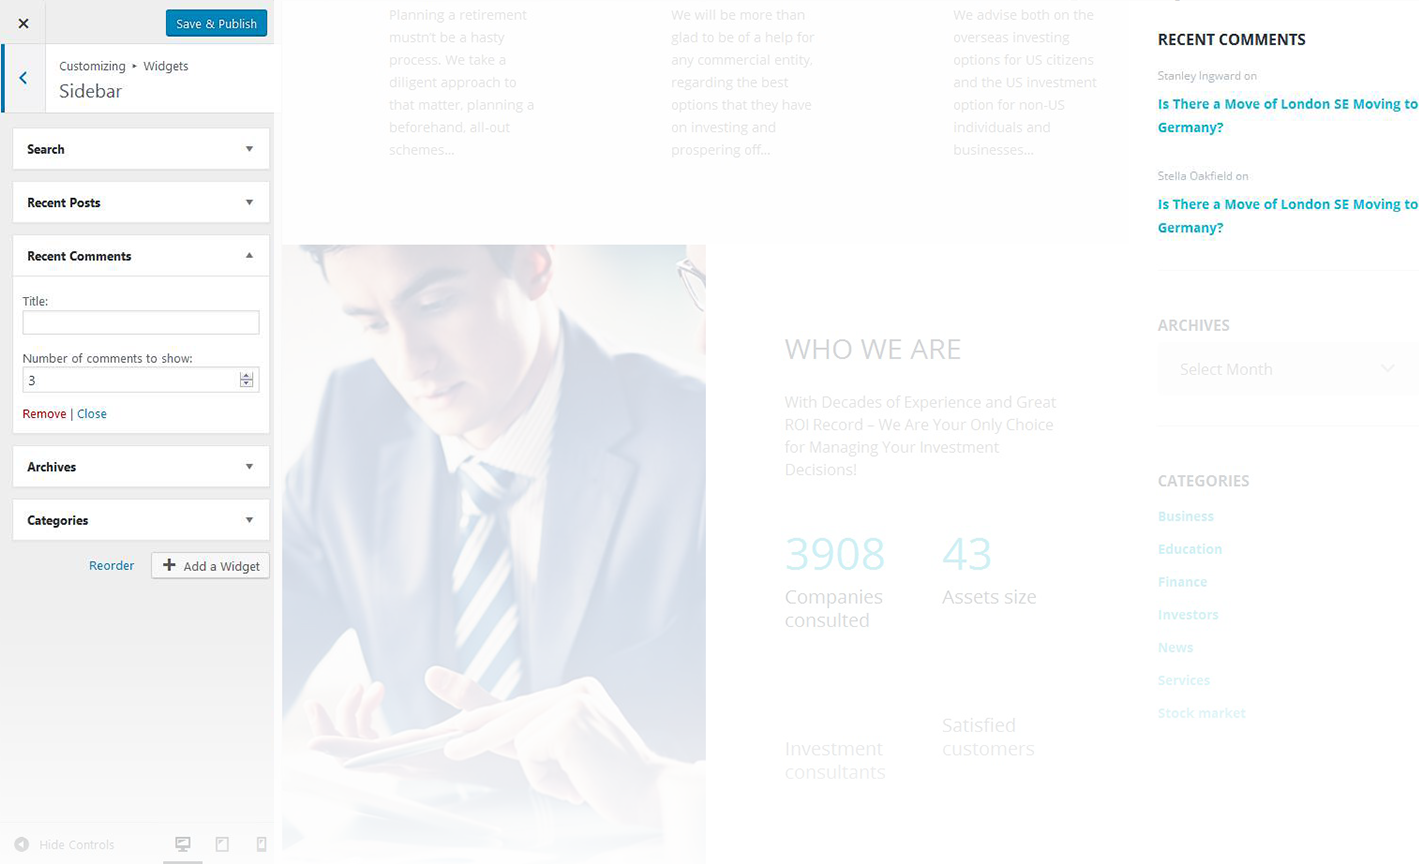 Save & Publish
Customizing ▸ Widgets
Sidebar
Search
Recent Posts
Recent Comments
Title:
Number of comments to show:
3
Remove | Close
Archives
Categories
Reorder
Add a Widget
Hide Controls
Planning a retirement
mustn't be a hasty
process. We take a
diligent approach to
that matter, planning a
beforehand, all-out
schemes...
We will be more than
glad to be of a help for
any commercial entity,
regarding the best
options that they have
on investing and
prospering off...
We advise both on the
overseas investing
options for US citizens
and the US investment
option for non-US
individuals and
businesses...
WHO WE ARE
With Decades of Experience and Great
ROI Record – We Are Your Only Choice
for Managing Your Investment
Decisions!
3908
Companies
consulted
43
Assets size
Investment
consultants
Satisfied
customers
RECENT COMMENTS
Stanley Ingward on
Is There a Move of London SE Moving to
Germany?
Stella Oakfield on
Is There a Move of London SE Moving to
Germany?
ARCHIVES
Select Month
CATEGORIES
Business
Education
Finance
Investors
News
Services
Stock market